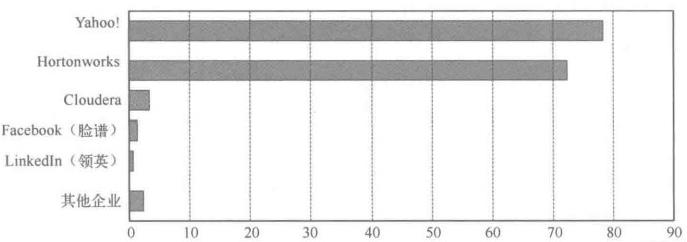 Yahoo!
Hortonworks
Cloudera
Facebook（脸谱）
LinkedIn（领英）
其他企业
0 10 20 30 40 50 60 70 80 90